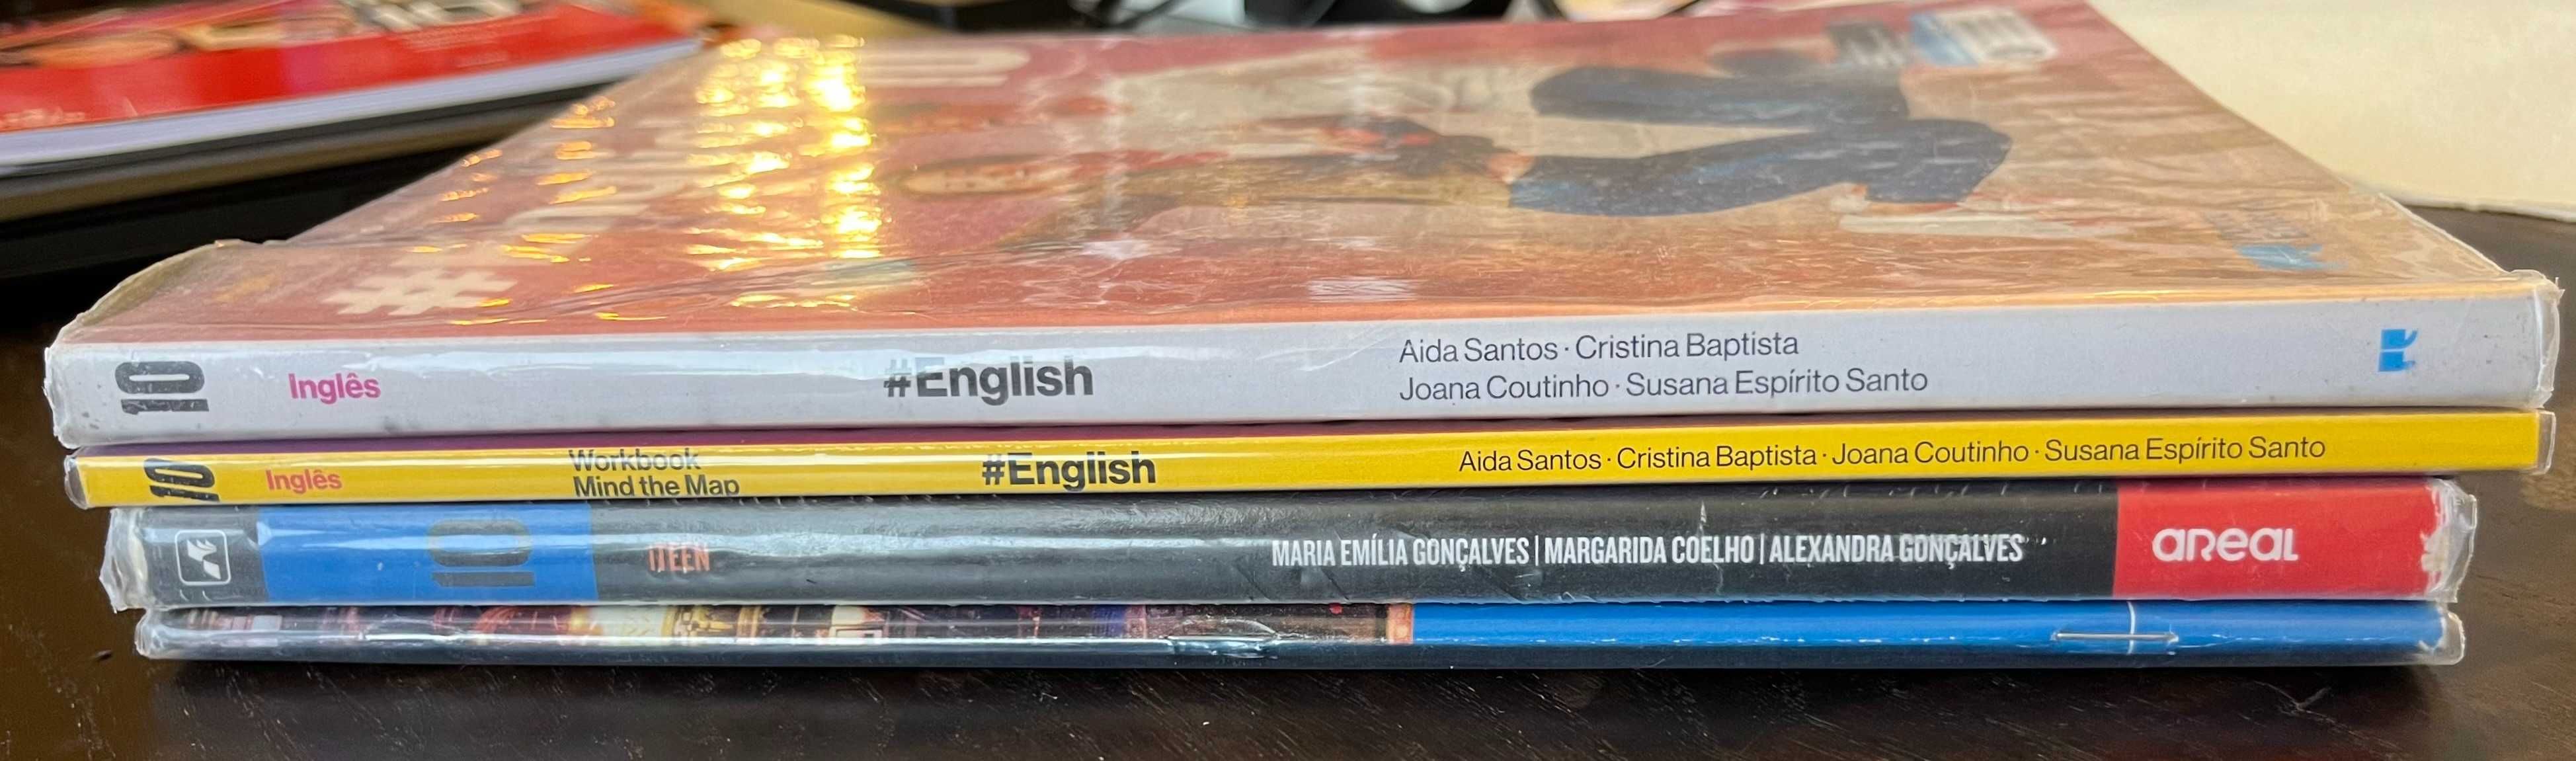 10
Inglês
#English
Aida Santos · Cristina Baptista
Joana Coutinho · Susana Espírito Santo
10
Inglês
Workbook
Mind the Map
#English
Aida Santos · Cristina Baptista · Joana Coutinho · Susana Espírito Santo
10
ITEEN
MARIA EMÍLIA GONÇALVES | MARGARIDA COELHO | ALEXANDRA GONÇALVES
areal